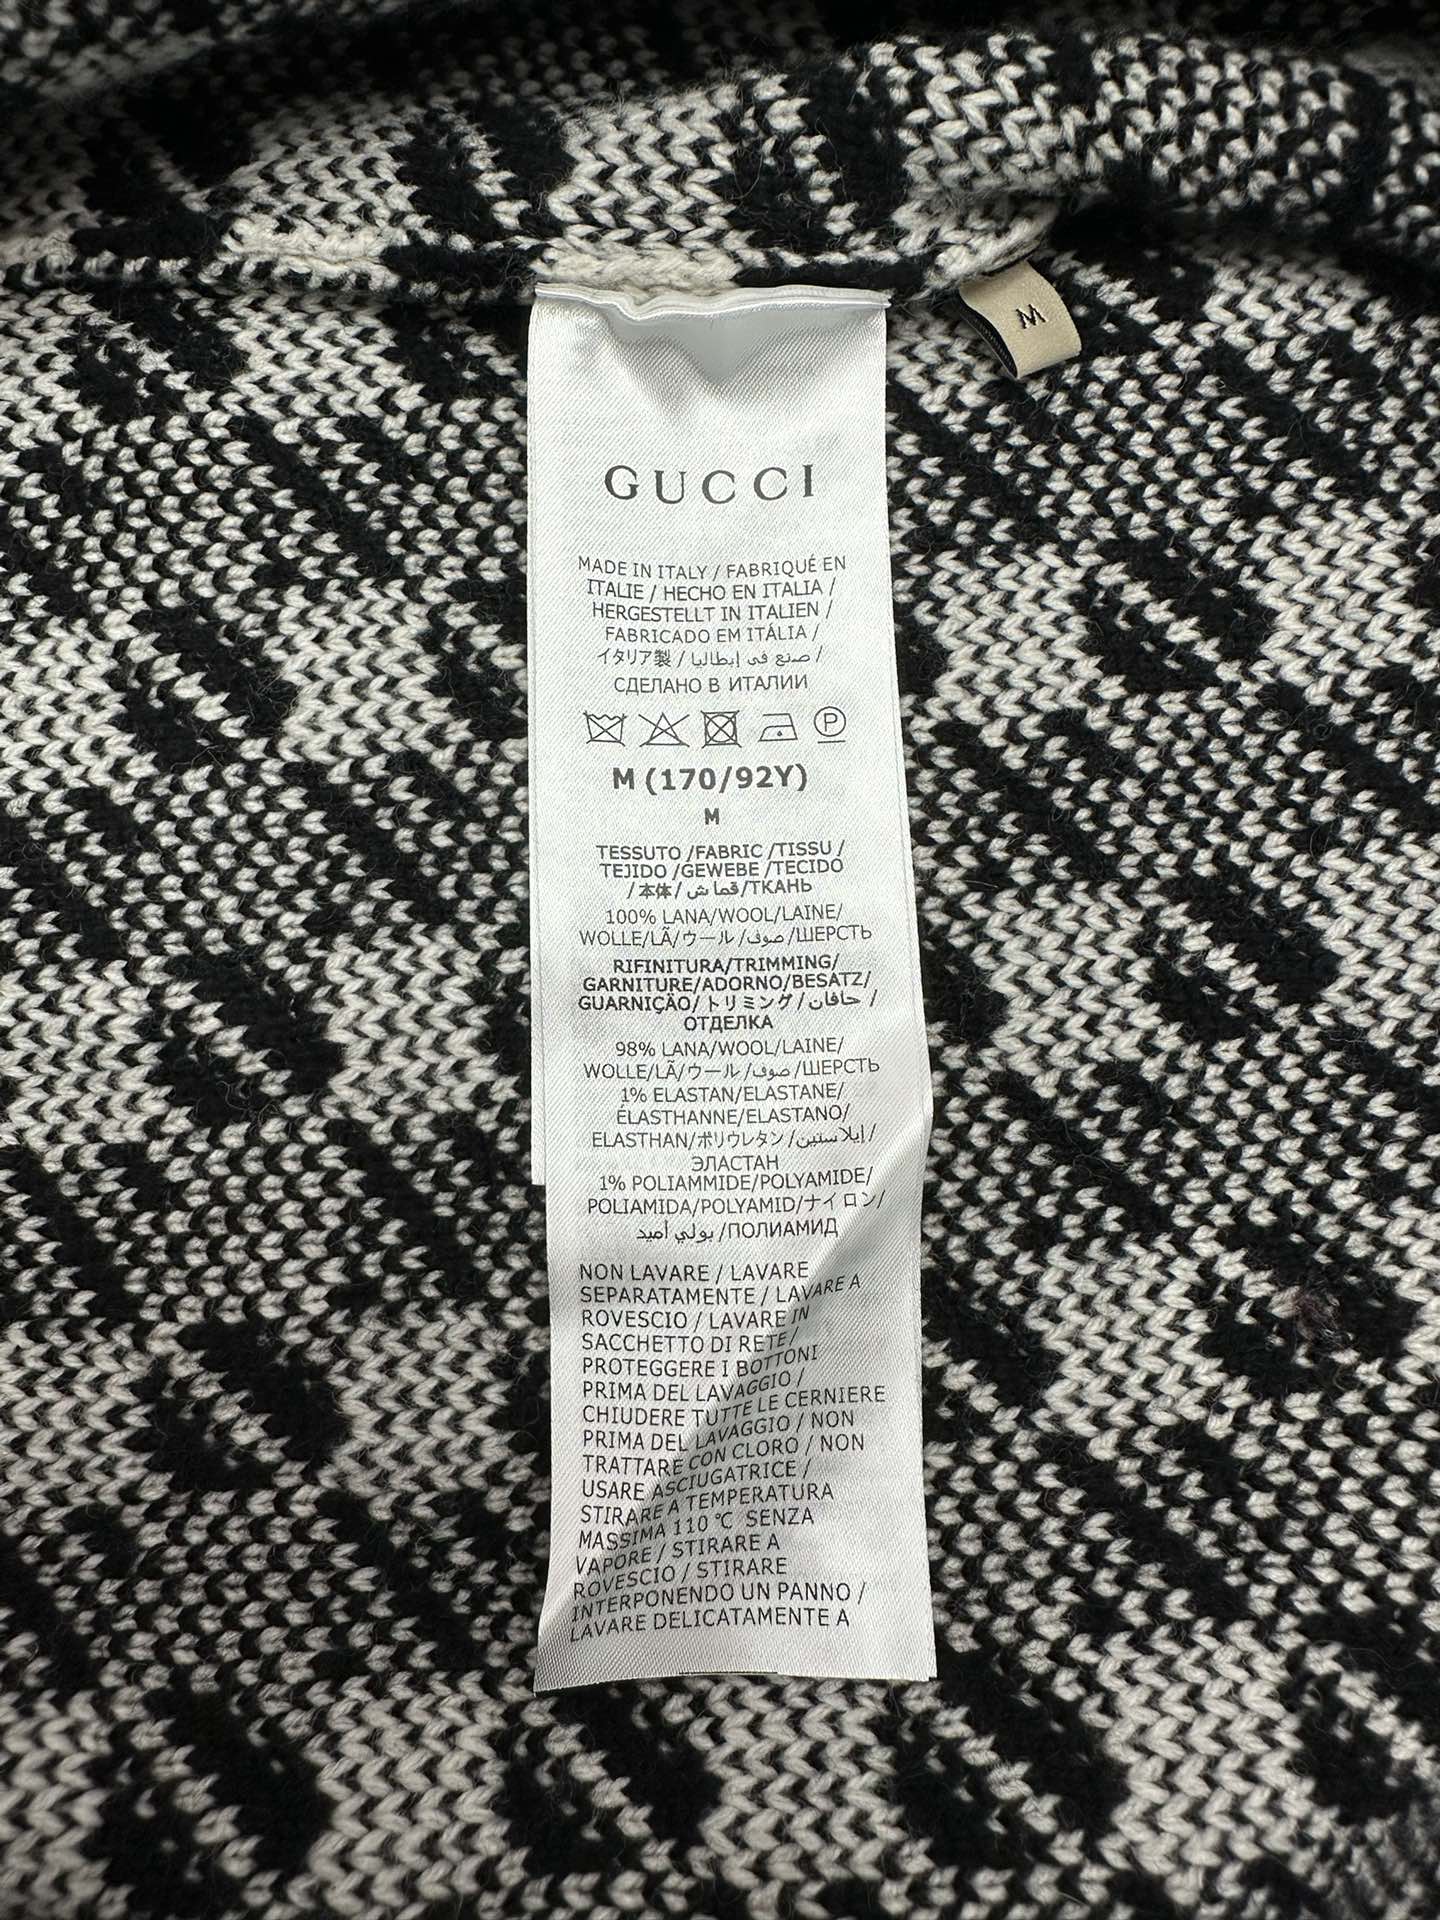 M
GUCCI
MADE IN ITALY / FABRIQUÉ EN
ITALIE / HECHO EN ITALIA /
HERGESTELLT IN ITALIEN /
FABRICADO EM ITÁLIA /
イタリア製 / صنع في إيطاليا /
СДЕЛАНО В ИТАЛИИ
P
M (170/92Y)
M
TESSUTO /FABRIC /TISSU /
TEJIDO /GEWEBE /TECIDO
/本体/ قماش/ТКАНЬ
100% LANA/WOOL/LAINE/
WOLLE/LÃ/ウール/صوف/ШЕРСТЬ
RIFINITURA/TRIMMING/
GARNITURE/ADORNO/BESATZ/
GUARNIÇÃO/トリミング/حافان /
ОТДЕЛКА
98% LANA/WOOL/LAINE/
WOLLE/LÃ/ウール/صوف/ШЕРСТЬ
1% ELASTAN/ELASTANE/
ÉLASTHANNE/ELASTANO/
ELASTHAN/ポリウレタン/إيلاستين/
ЭЛАСТАН
1% POLIAMMIDE/POLYAMIDE/
POLIAMIDA/POLYAMID/ナイロン/
بولي أميد/ПОЛИАМИД
NON LAVARE / LAVARE
SEPARATAMENTE / LAVARE A
ROVESCIO / LAVARE IN
SACCHETTO DI RETE/
PROTEGGERE I BOTTONI
PRIMA DEL LAVAGGIO /
CHIUDERE TUTTE LE CERNIERE
PRIMA DEL LAVAGGIO / NON
TRATTARE CON CLORO / NON
USARE ASCIUGATRICE /
STIRARE A TEMPERATURA
MASSIMA 110 °C SENZA
VAPORE / STIRARE A
ROVESCIO / STIRARE
INTERPONENDO UN PANNO /
LAVARE DELICATAMENTE A